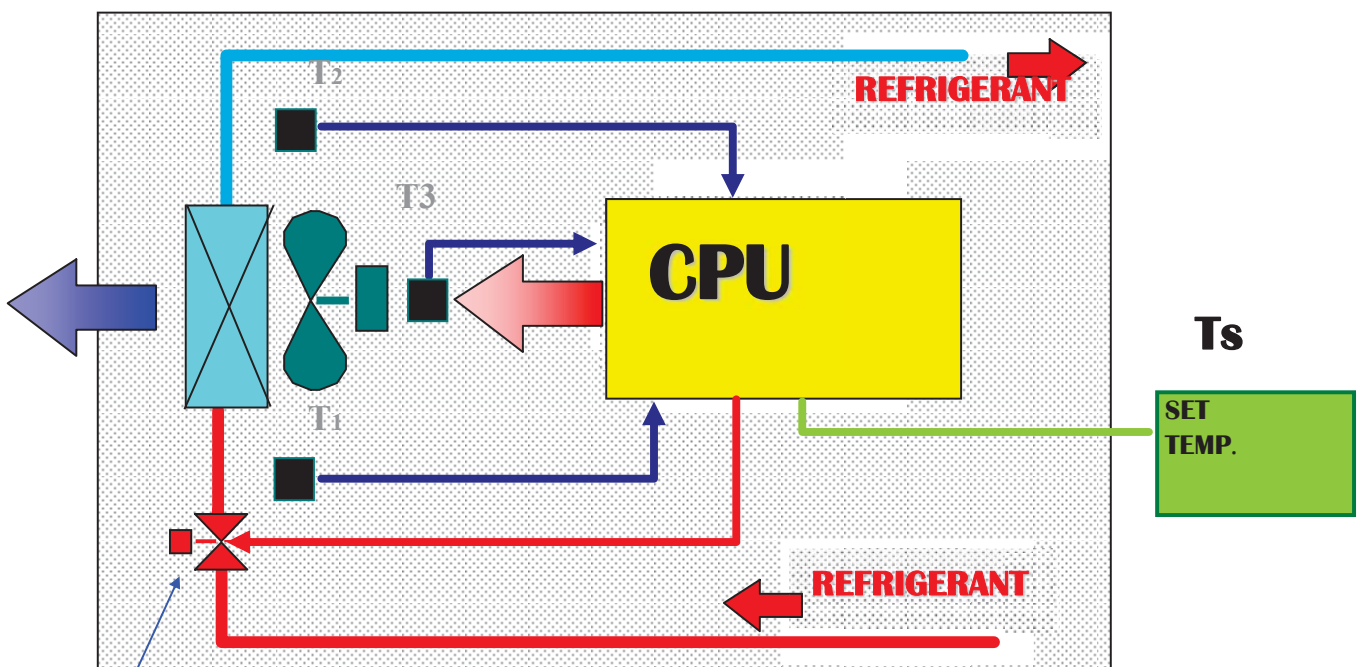 T2
REFRIGERANT
T3
CPU
Ts
T1
SET
TEMP.
REFRIGERANT